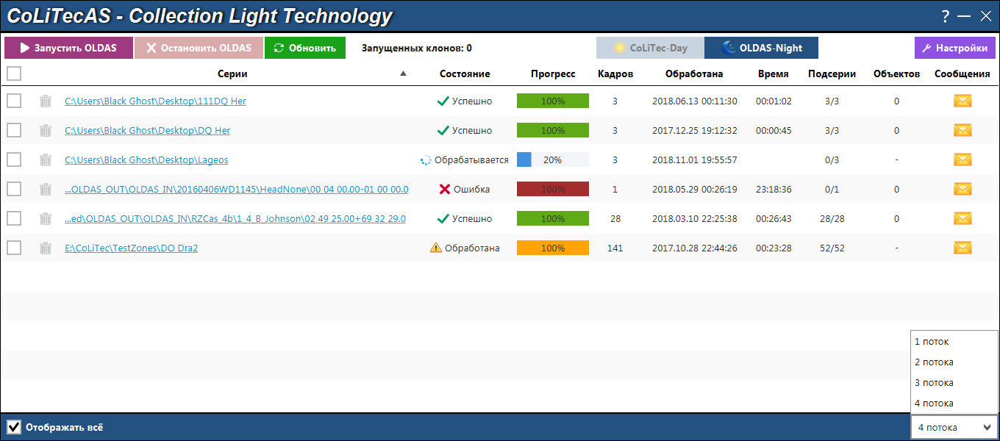 CoLiTecAS - Collection Light Technology ?
Запустить OLDAS Остановить OLDAS Обновить Запущенных клонов: 0 CoLiTec-Day OLDAS-Night Настройки
Серии Состояние Прогресс Кадров Обработана Время Подсерии Объектов Сообщения
C:\Users\Black Ghost\Desktop\111DQ Her Успешно 100% 3 2018.06.13 00:11:30 00:01:02 3/3 0
C:\Users\Black Ghost\Desktop\DQ Her Успешно 100% 3 2017.12.25 19:12:32 00:00:45 3/3 0
C:\Users\Black Ghost\Desktop\Lageos Обрабатывается 20% 3 2018.11.01 19:55:57 0/3 -
...OLDAS_OUT\OLDAS_IN\20160406WD1145\HeadNone\00 04 00.00-01 00 00.0 Ошибка 100% 1 2018.05.29 00:26:19 23:18:36 0/1 0
...ed\OLDAS_OUT\OLDAS_IN\RZCas_4b\1_4_B_Johnson\02 49 25.00+69 32 29.0 Успешно 100% 28 2018.03.10 22:25:38 00:26:43 28/28 0
E:\CoLiTec\TestZones\DO Dra2 Обработана 100% 141 2017.10.28 22:44:26 00:23:28 52/52 -
1 поток
2 потока
3 потока
4 потока
Отображать всё 4 потока